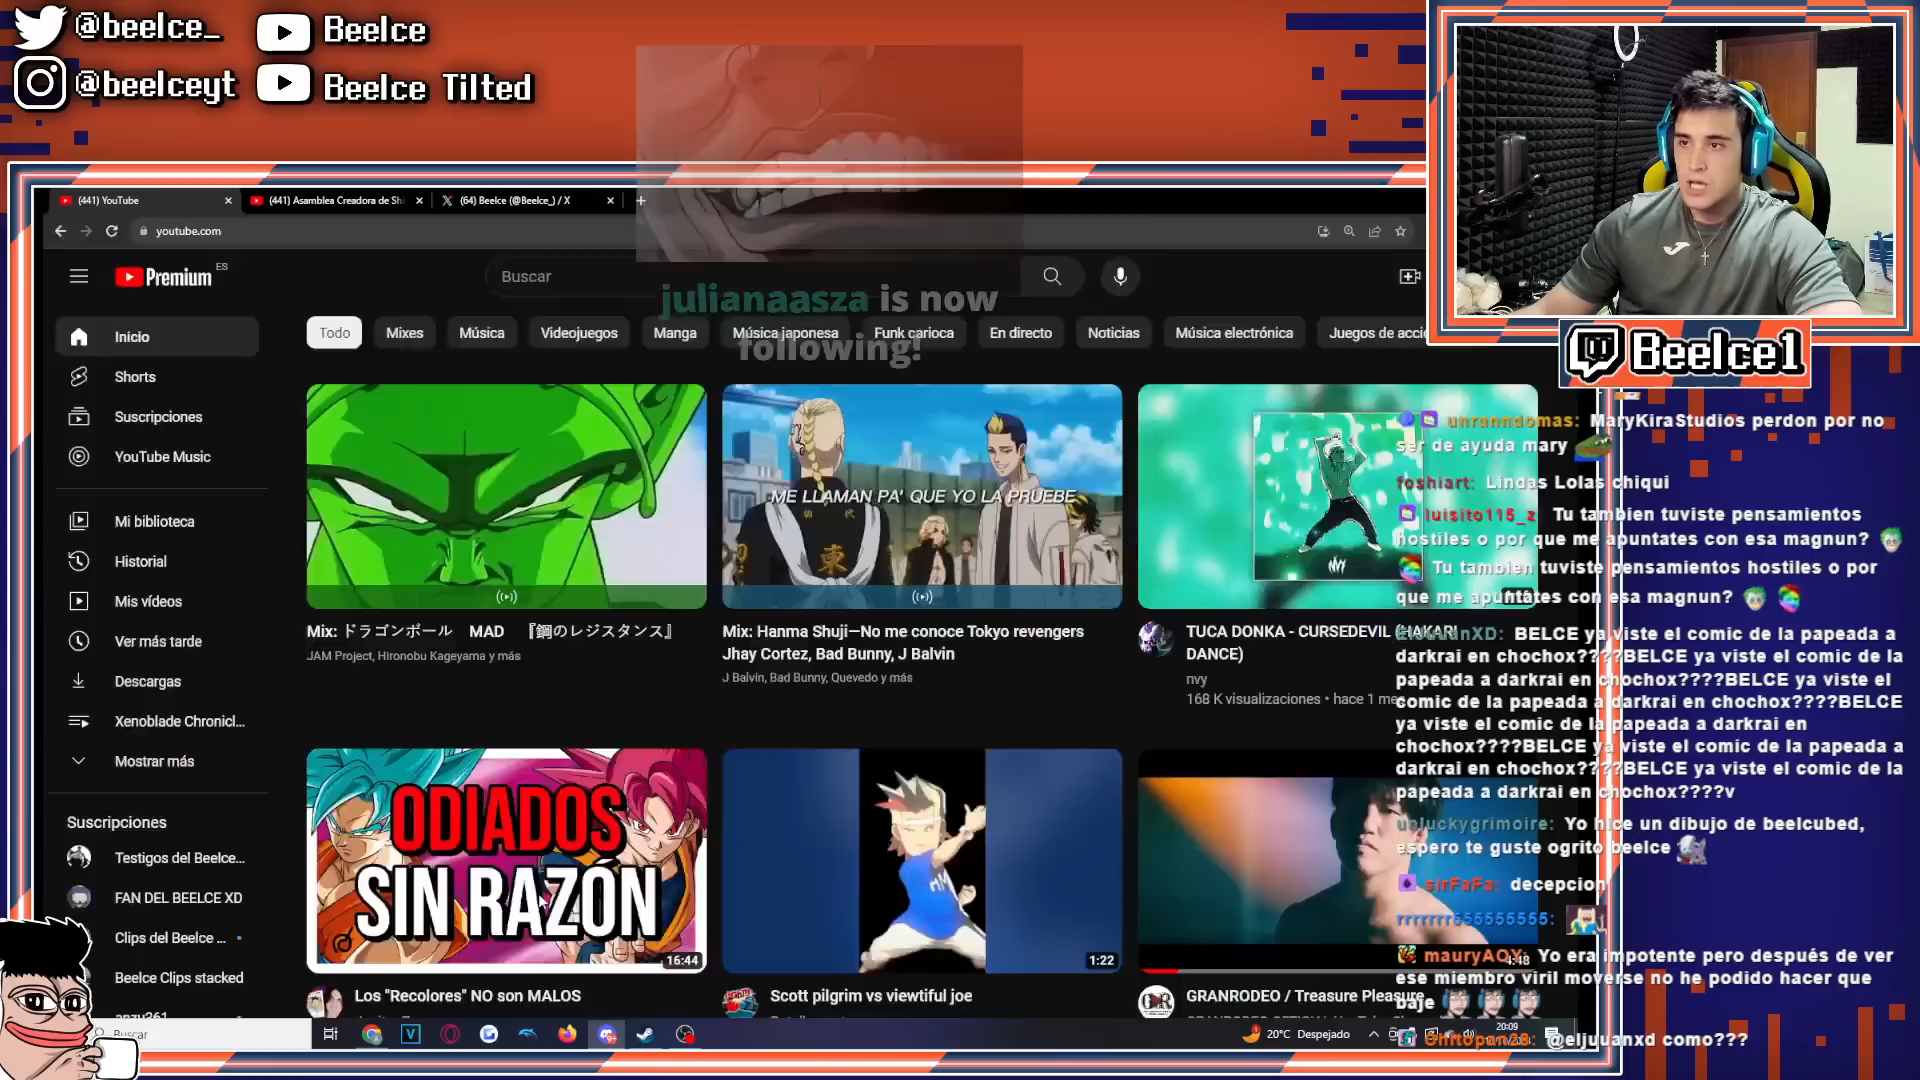 @beelce_
Beelce
@beelceyt
Beelce Tilted
(441) YouTube
(441) Asamblea Creadora de Sh
(64) Beelce (@Beelce_) / X
youtube.com
Premium
ES
Buscar
julianaasza is now
following!
Todo
Mixes
Música
Videojuegos
Manga
Música japonesa
Funk carioca
En directo
Noticias
Música electrónica
Juegos de acci
Inicio
Shorts
Suscripciones
YouTube Music
Mi biblioteca
Historial
Mis vídeos
Ver más tarde
Descargas
Xenoblade Chronicl...
Mostrar más
Suscripciones
Testigos del Beelce...
FAN DEL BEELCE XD
Clips del Beelce ...
Beelce Clips stacked
anzu361
ME LLAMAN PA' QUE YO LA PRUEBE
Mix: ドラゴンボール MAD 『鋼のレジスタンス』
JAM Project, Hironobu Kageyama y más
Mix: Hanma Shuji—No me conoce Tokyo revengers
Jhay Cortez, Bad Bunny, J Balvin
J Balvin, Bad Bunny, Quevedo y más
TUCA DONKA - CURSEDEVIL (HAKARI
DANCE)
nvy
168 K visualizaciones • hace 1 me
ODIADOS
SIN RAZON
16:44
Los "Recolores" NO son MALOS
1:22
Scott pilgrim vs viewtiful joe
4:48
GRANRODEO / Treasure Pleasure
Buscar
20°C Despejado
20:09
Beelce1
unranndomas: MaryKiraStudios perdon por no
ser de ayuda mary
foshiart: Lindas Lolas chiqui
luisito115_z: Tu tambien tuviste pensamientos
hostiles o por que me apuntates con esa magnun?
Tu tambien tuviste pensamientos hostiles o por
que me apuntates con esa magnun?
ElJuuanXD: BELCE ya viste el comic de la papeada a
darkrai en chochox????BELCE ya viste el comic de la
papeada a darkrai en chochox????BELCE ya viste el
comic de la papeada a darkrai en chochox????BELCE
ya viste el comic de la papeada a darkrai en
chochox????BELCE ya viste el comic de la papeada a
darkrai en chochox????BELCE ya viste el comic de la
papeada a darkrai en chochox????v
unluckygrimoire: Yo hice un dibujo de beelcubed,
espero te guste ogrito beelce
sirFaFa: decepcion
rrrrrrr555555555:
mauryAOY: Yo era impotente pero después de ver
ese miembro viril moverse no he podido hacer que
baje
Chitopan28: @eljuuanxd como???